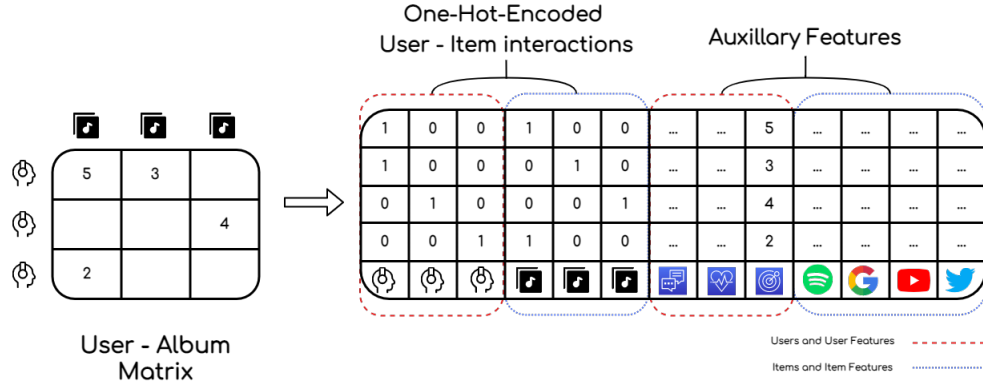 One-Hot-Encoded
User - Item interactions
Auxillary Features
1 0 0 1 0 0 ... ... 5 ... ... ... ...
5 3
1 0 0 0 1 0 ... ... 3 ... ... ... ...
4
0 1 0 0 0 1 ... ... 4 ... ... ... ...
2
0 0 1 1 0 0 ... ... 2 ... ... ... ...
User - Album
Matrix
Users and User Features
Items and Item Features